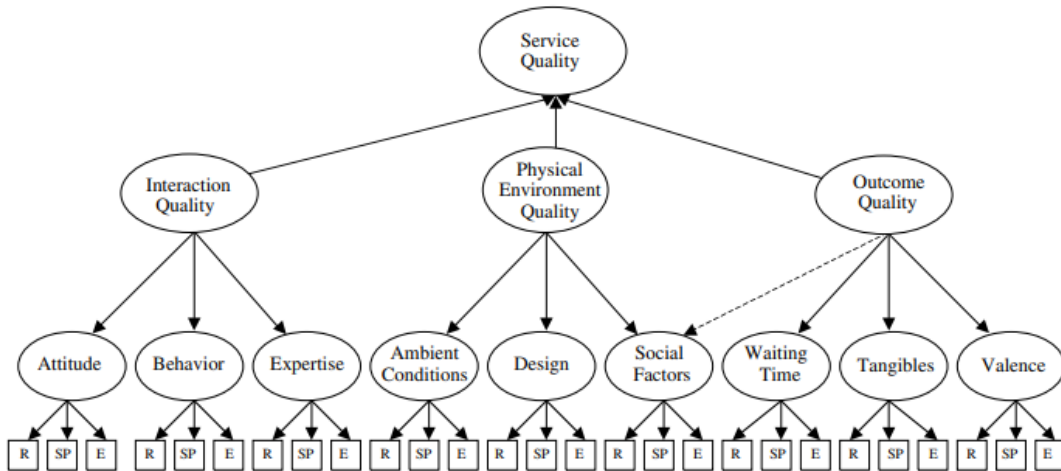 Service
Quality
Interaction
Quality
Physical
Environment
Quality
Outcome
Quality
Attitude
Behavior
Expertise
Ambient
Conditions
Design
Social
Factors
Waiting
Time
Tangibles
Valence
R SP E R SP E R SP E R SP E R SP E R SP E R SP E R SP E R SP E